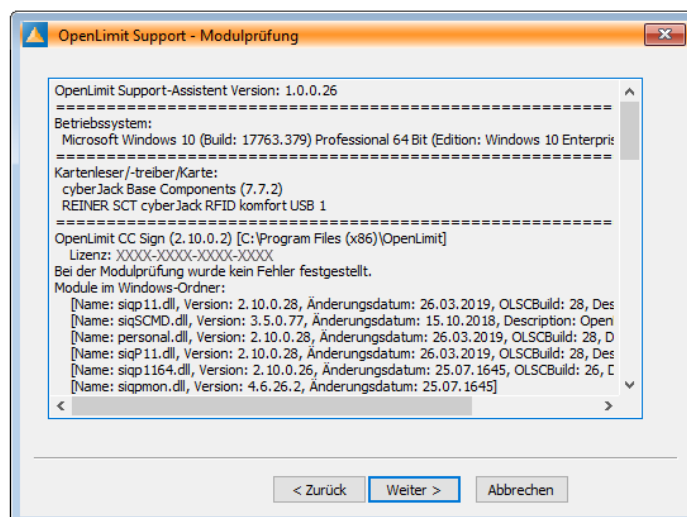 OpenLimit Support - Modulprüfung
OpenLimit Support-Assistent Version: 1.0.0.26
=======================================================
Betriebssystem:
Microsoft Windows 10 (Build: 17763.379) Professional 64 Bit (Edition: Windows 10 Enterpris
=======================================================
Kartenleser/-treiber/Karte:
cyberJack Base Components (7.7.2)
REINER SCT cyberJack RFID komfort USB 1
=======================================================
OpenLimit CC Sign (2.10.0.2) [C:\Program Files (x86)\OpenLimit]
Lizenz: XXXX-XXXX-XXXX-XXXX
Bei der Modulprüfung wurde kein Fehler festgestellt.
Module im Windows-Ordner:
[Name: siqp11.dll, Version: 2.10.0.28, Änderungsdatum: 26.03.2019, OLSCBuild: 28, Des
[Name: siqSCMD.dll, Version: 3.5.0.77, Änderungsdatum: 15.10.2018, Description: Open
[Name: personal.dll, Version: 2.10.0.28, Änderungsdatum: 26.03.2019, OLSCBuild: 28, D
[Name: siqP11.dll, Version: 2.10.0.28, Änderungsdatum: 26.03.2019, OLSCBuild: 28, Des
[Name: siqp1164.dll, Version: 2.10.0.26, Änderungsdatum: 25.07.1645, OLSCBuild: 26, D
[Name: siqpmon.dll, Version: 4.6.26.2, Änderungsdatum: 25.07.1645]
< Zurück
Weiter >
Abbrechen